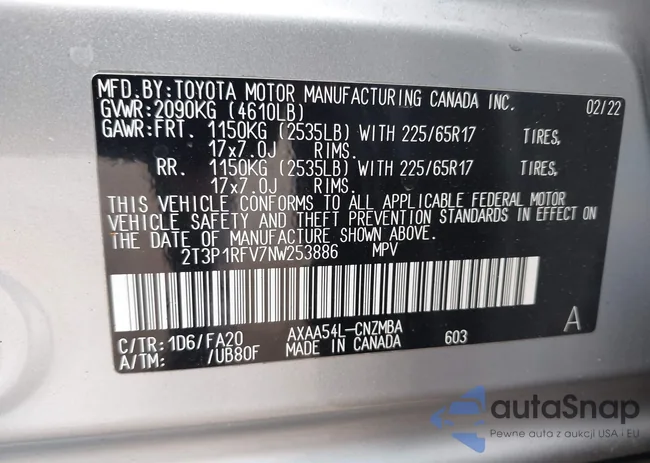 MFD.BY:TOYOTA MOTOR MANUFACTURING CANADA INC. 02/22
GVWR:2090KG (4610LB)
GAWR:FRT. 1150KG (2535LB) WITH 225/65R17 TIRES,
17x7.0J RIMS.
RR. 1150KG (2535LB) WITH 225/65R17 TIRES,
17x7.0J RIMS.
THIS VEHICLE CONFORMS TO ALL APPLICABLE FEDERAL MOTOR
VEHICLE SAFETY AND THEFT PREVENTION STANDARDS IN EFFECT ON
THE DATE OF MANUFACTURE SHOWN ABOVE.
2T3P1RFV7NW253886 MPV
C/TR:1D6/FA20 AXAA54L-CNZMBA 603 A
A/TM: /UB80F MADE IN CANADA
autaSnap
Pewne auta z aukcji USA i EU